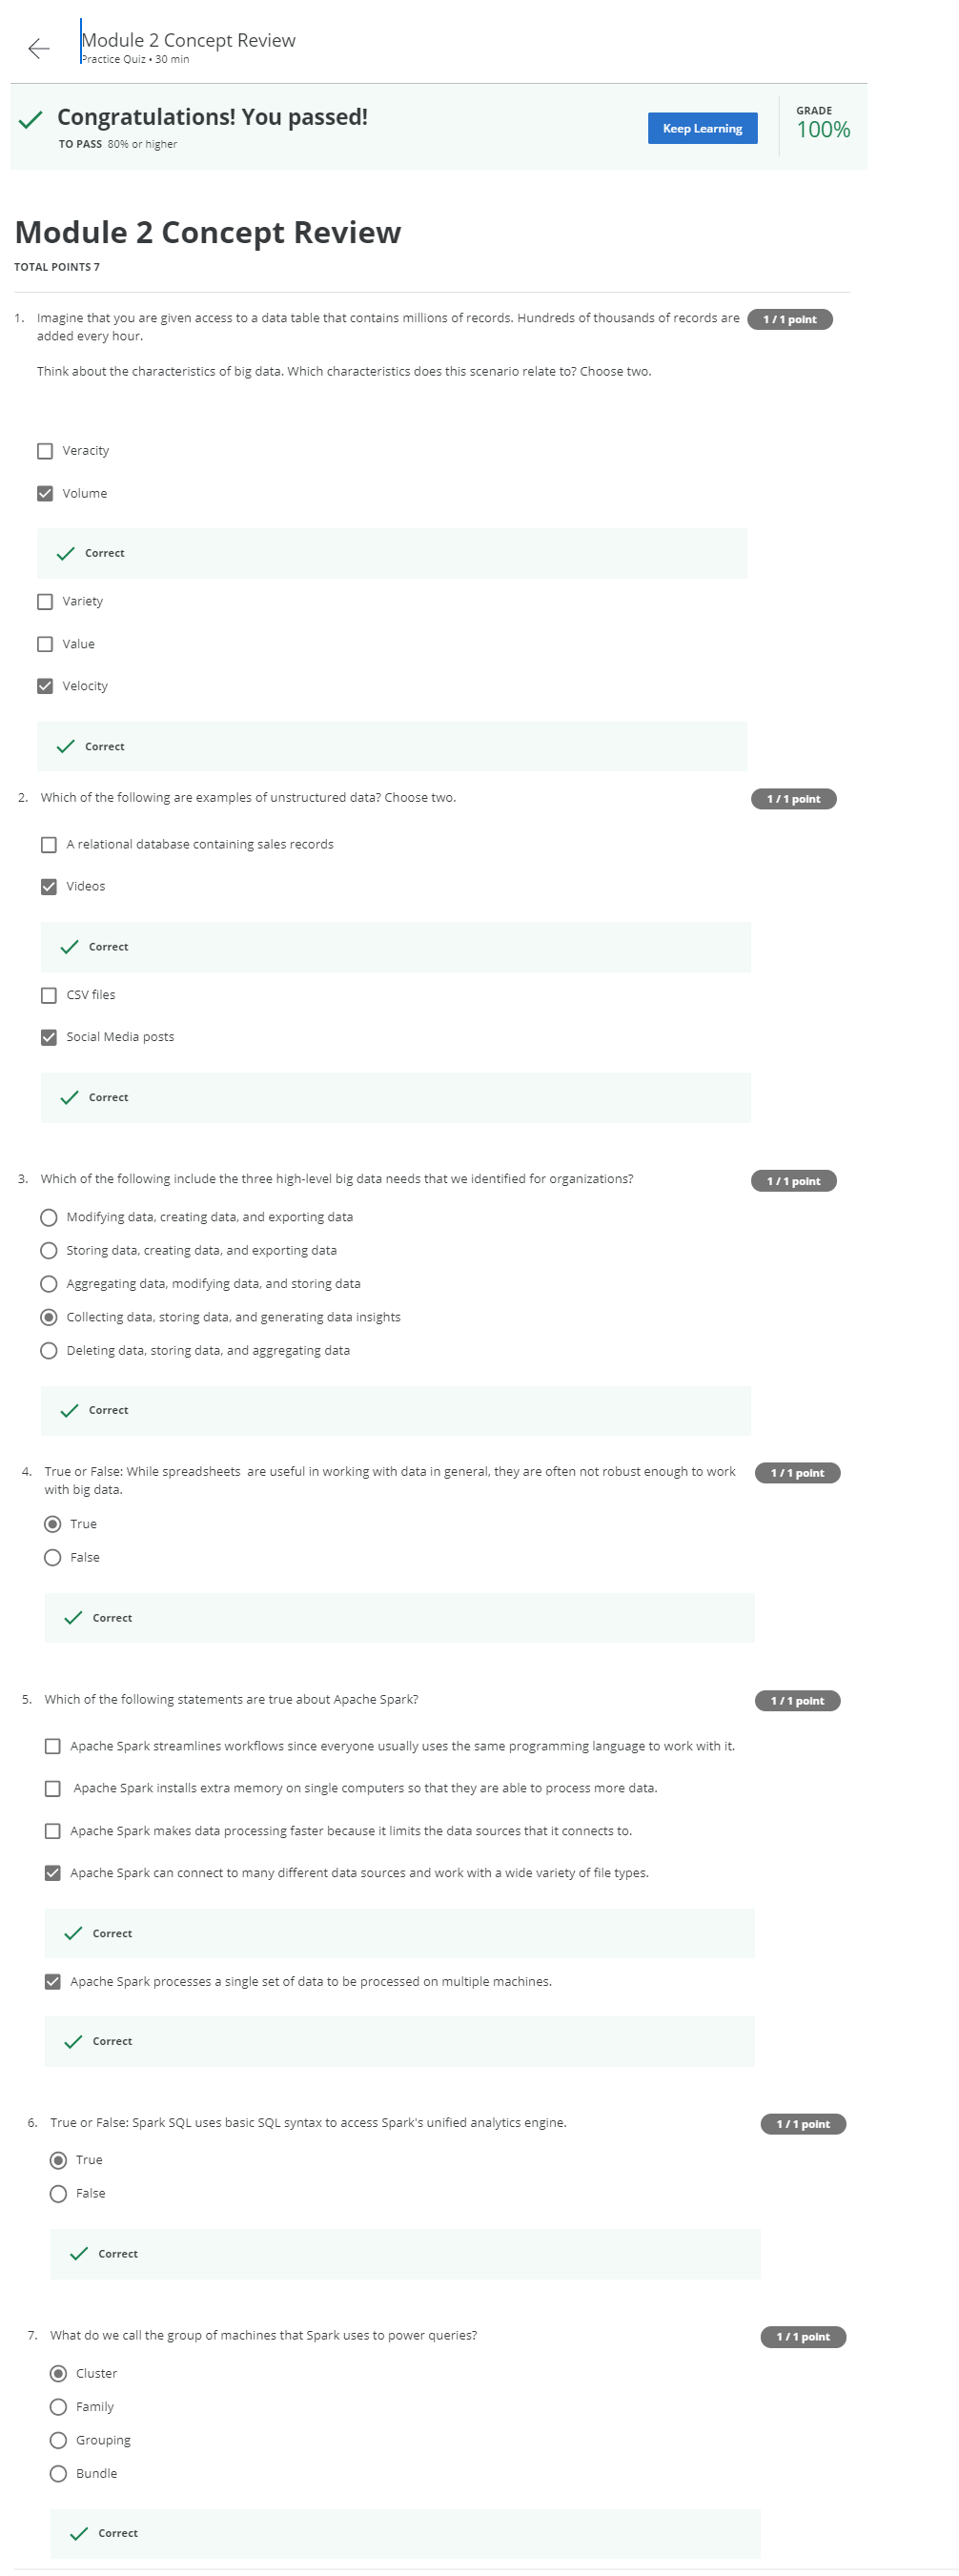 Module 2 Concept Review
Practice Quiz • 30 min
Congratulations! You passed!
TO PASS 80% or higher
Keep Learning
GRADE
100%
Module 2 Concept Review
TOTAL POINTS 7
1. Imagine that you are given access to a data table that contains millions of records. Hundreds of thousands of records are
added every hour.
1 / 1 point
Think about the characteristics of big data. Which characteristics does this scenario relate to? Choose two.
Veracity
Volume
Correct
Variety
Value
Velocity
Correct
2. Which of the following are examples of unstructured data? Choose two.
1 / 1 point
A relational database containing sales records
Videos
Correct
CSV files
Social Media posts
Correct
3. Which of the following include the three high-level big data needs that we identified for organizations?
1 / 1 point
Modifying data, creating data, and exporting data
Storing data, creating data, and exporting data
Aggregating data, modifying data, and storing data
Collecting data, storing data, and generating data insights
Deleting data, storing data, and aggregating data
Correct
4. True or False: While spreadsheets are useful in working with data in general, they are often not robust enough to work
with big data.
1 / 1 point
True
False
Correct
5. Which of the following statements are true about Apache Spark?
1 / 1 point
Apache Spark streamlines workflows since everyone usually uses the same programming language to work with it.
Apache Spark installs extra memory on single computers so that they are able to process more data.
Apache Spark makes data processing faster because it limits the data sources that it connects to.
Apache Spark can connect to many different data sources and work with a wide variety of file types.
Correct
Apache Spark processes a single set of data to be processed on multiple machines.
Correct
6. True or False: Spark SQL uses basic SQL syntax to access Spark's unified analytics engine.
1 / 1 point
True
False
Correct
7. What do we call the group of machines that Spark uses to power queries?
1 / 1 point
Cluster
Family
Grouping
Bundle
Correct